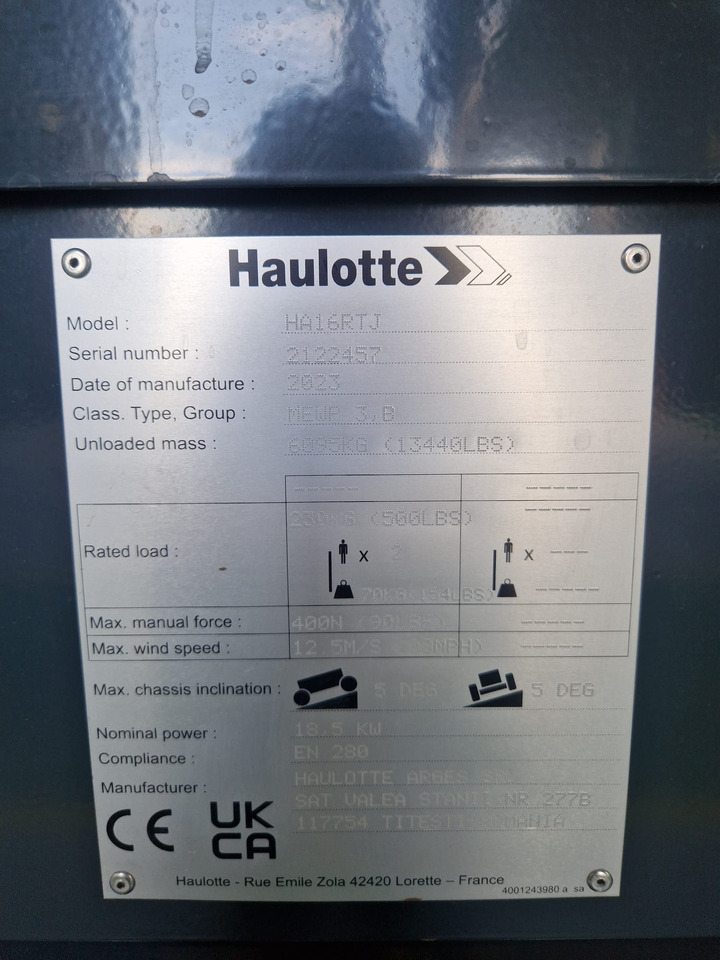 Haulotte
Model : HA16RTJ
Serial number : 2122457
Date of manufacture : 2023
Class. Type, Group : MEWP 3,B
Unloaded mass : 6095KG (13440LBS)
----- -----
230KG (500LBS) -----
Rated load : x 2 x ---
70KG(154LBS) -----
Max. manual force : 400N -----
Max. wind speed : 12.5M/S -----
Max. chassis inclination : 5 DEG 5 DEG
Nominal power : 18.5 KW
Compliance : EN 280
Manufacturer : HAULOTTE ARGES
SAT VALEA NR 277B
117754
CE UK
CA
Haulotte - Rue Emile Zola 42420 Lorette – France
4001243980 a sa